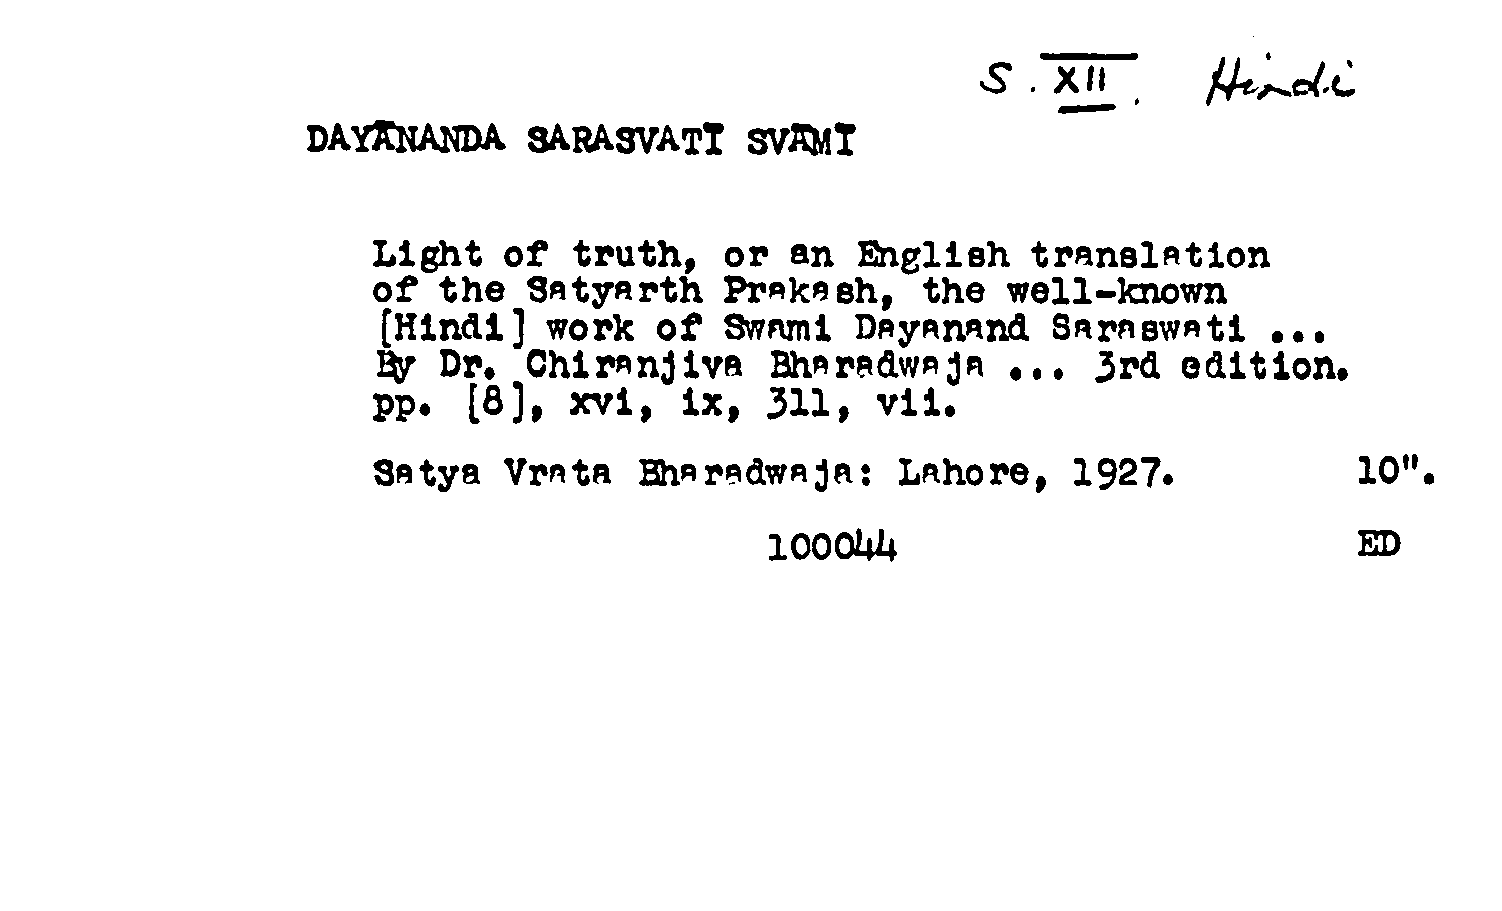 S. XII. Hindi
DAYĀNANDA SARASVATĪ SVĀMĪ
Light of truth, or an English translation
of the Satyarth Prakash, the well-known
[Hindi] work of Swami Dayanand Saraswati ...
By Dr. Chiranjiva Bharadwaja ... 3rd edition.
pp. [8], xvi, ix, 311, vii.
Satya Vrata Bharadwaja: Lahore, 1927. 10".
100044 ED